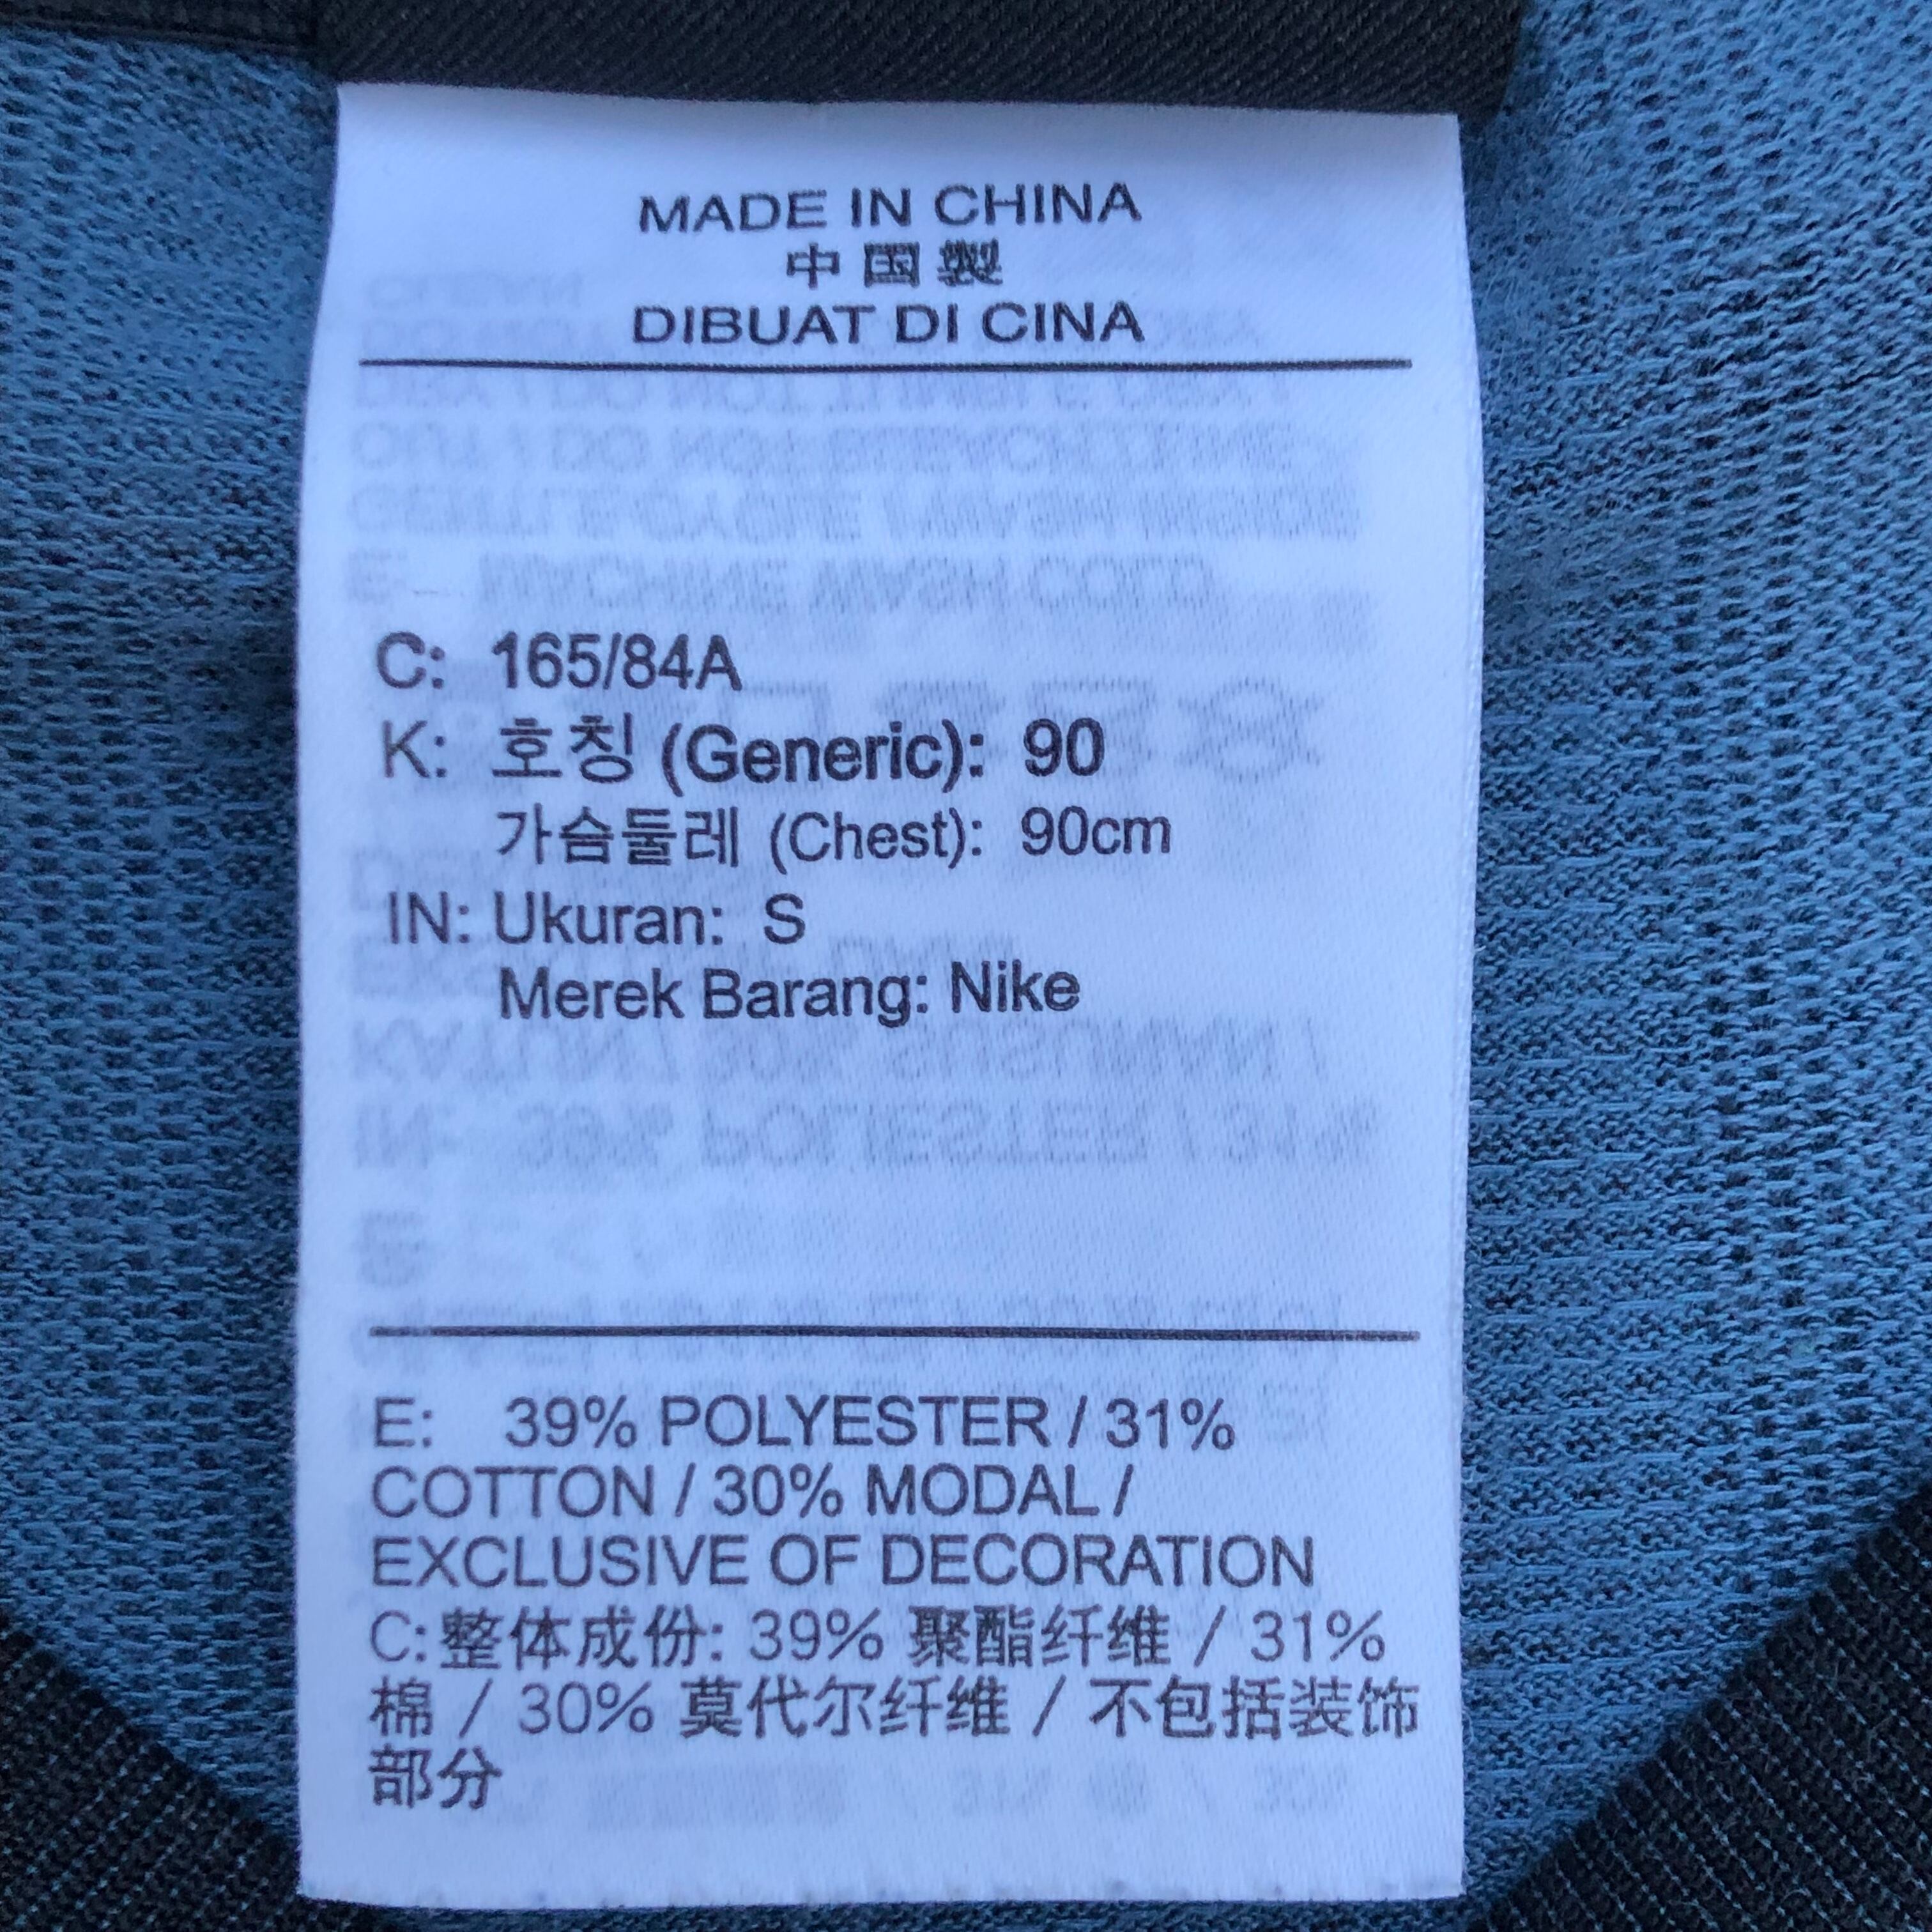 MADE IN CHINA
中国製
DIBUAT DI CINA
C: 165/84A
K: 호칭 (Generic): 90
가슴둘레 (Chest): 90cm
IN: Ukuran: S
Merek Barang: Nike
E: 39% POLYESTER / 31%
COTTON / 30% MODAL /
EXCLUSIVE OF DECORATION
C:整体成份: 39% 聚酯纤维 / 31%
棉 / 30% 莫代尔纤维 / 不包括装饰
部分